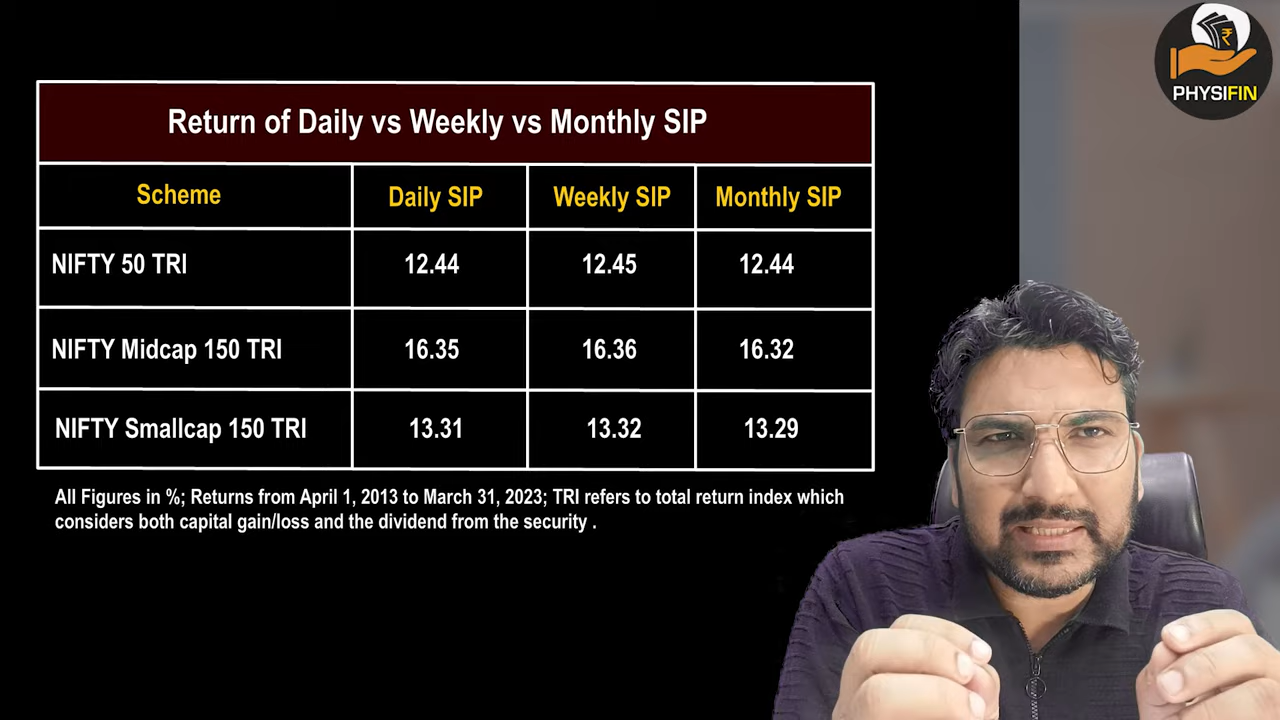 PHYSIFIN
Return of Daily vs Weekly vs Monthly SIP
Scheme Daily SIP Weekly SIP Monthly SIP
NIFTY 50 TRI 12.44 12.45 12.44
NIFTY Midcap 150 TRI 16.35 16.36 16.32
NIFTY Smallcap 150 TRI 13.31 13.32 13.29
All Figures in %; Returns from April 1, 2013 to March 31, 2023; TRI refers to total return index which
considers both capital gain/loss and the dividend from the security .